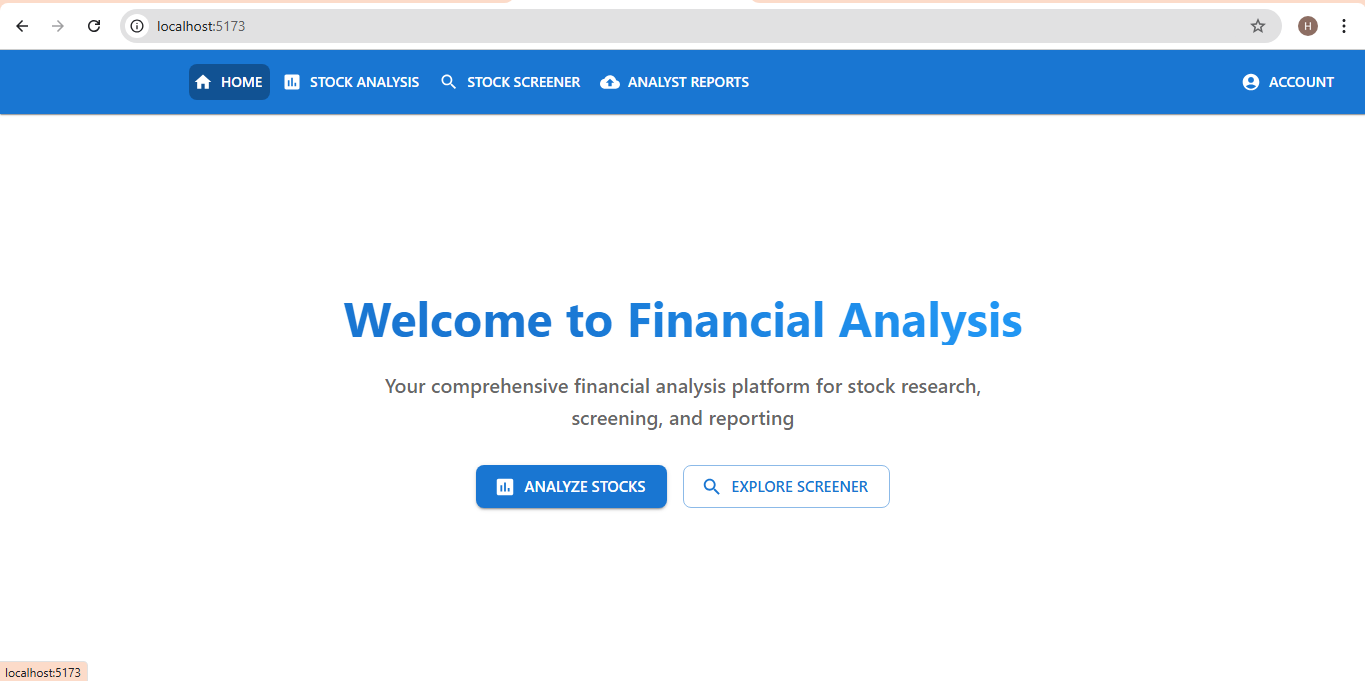 localhost:5173
H
HOME STOCK ANALYSIS STOCK SCREENER ANALYST REPORTS ACCOUNT
Welcome to Financial Analysis
Your comprehensive financial analysis platform for stock research,
screening, and reporting
ANALYZE STOCKS EXPLORE SCREENER
localhost:5173